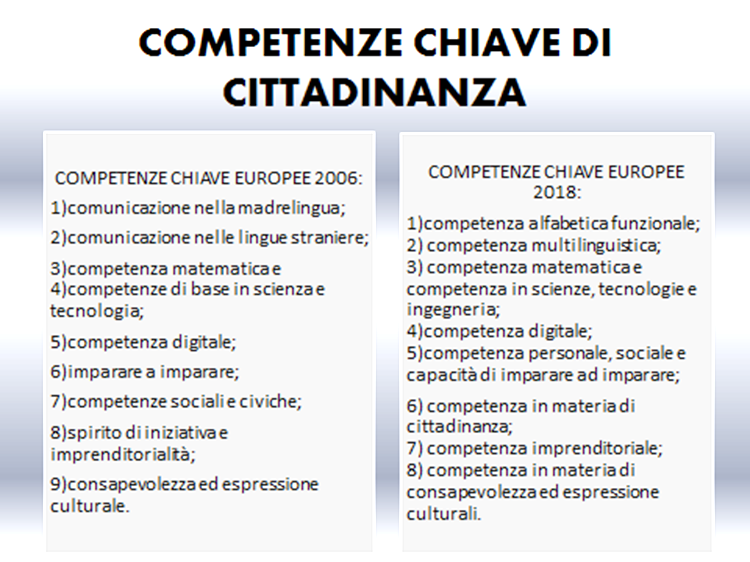 COMPETENZE CHIAVE DI
CITTADINANZA
COMPETENZE CHIAVE EUROPEE 2006:
1)comunicazione nella madrelingua;
2)comunicazione nelle lingue straniere;
3)competenza matematica e
4)competenze di base in scienza e
tecnologia;
5)competenza digitale;
6)imparare a imparare;
7)competenze sociali e civiche;
8)spirito di iniziativa e
imprenditorialità;
9)consapevolezza ed espressione
culturale.
COMPETENZE CHIAVE EUROPEE
2018:
1)competenza alfabetica funzionale;
2) competenza multilinguistica;
3) competenza matematica e
competenza in scienze, tecnologie e
ingegneria;
4)competenza digitale;
5)competenza personale, sociale e
capacità di imparare ad imparare;
6) competenza in materia di
cittadinanza;
7) competenza imprenditoriale;
8) competenza in materia di
consapevolezza ed espressione
culturali.